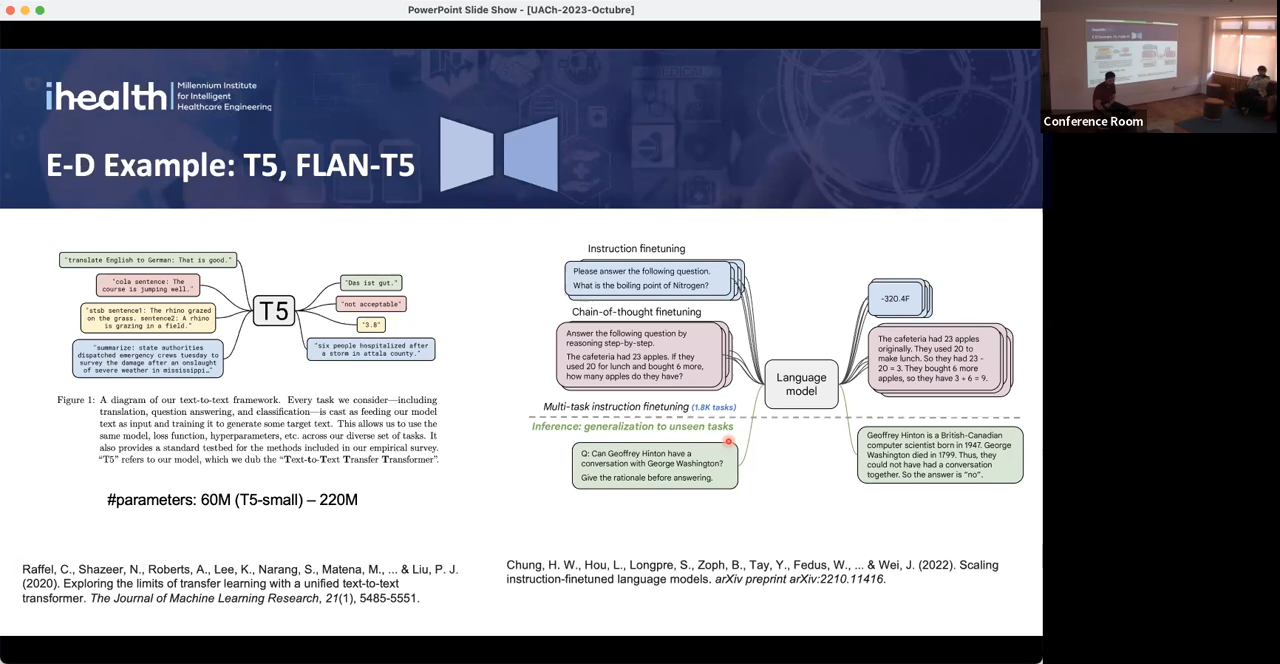 PowerPoint Slide Show - [UACh-2023-Octubre]
ihealth
Millennium Institute
for Intelligent
Healthcare Engineering
E-D Example: T5, FLAN-T5
"translate English to German: That is good."
"cola sentence: The
course is jumping well."
"stsb sentence1: The rhino grazed
on the grass. sentence2: A rhino
is grazing in a field."
"summarize: state authorities
dispatched emergency crews tuesday to
survey the damage after an onslaught
of severe weather in mississippi…"
T5
"Das ist gut."
"not acceptable"
"3.8"
"six people hospitalized after
a storm in attala county."
Figure 1: A diagram of our text-to-text framework. Every task we consider—including
translation, question answering, and classification—is cast as feeding our model
text as input and training it to generate some target text. This allows us to use the
same model, loss function, hyperparameters, etc. across our diverse set of tasks. It
also provides a standard testbed for the methods included in our empirical survey.
"T5" refers to our model, which we dub the "Text-to-Text Transfer Transformer".
#parameters: 60M (T5-small) – 220M
Raffel, C., Shazeer, N., Roberts, A., Lee, K., Narang, S., Matena, M., ... & Liu, P. J.
(2020). Exploring the limits of transfer learning with a unified text-to-text
transformer. The Journal of Machine Learning Research, 21(1), 5485-5551.
Instruction finetuning
Please answer the following question.
What is the boiling point of Nitrogen?
Chain-of-thought finetuning
Answer the following question by
reasoning step-by-step.
The cafeteria had 23 apples. If they
used 20 for lunch and bought 6 more,
how many apples do they have?
Multi-task instruction finetuning (1.8K tasks)
Inference: generalization to unseen tasks
Q: Can Geoffrey Hinton have a
conversation with George Washington?
Give the rationale before answering.
Language
model
-320.4F
The cafeteria had 23 apples
originally. They used 20 to
make lunch. So they had 23 -
20 = 3. They bought 6 more
apples, so they have 3 + 6 = 9.
Geoffrey Hinton is a British-Canadian
computer scientist born in 1947. George
Washington died in 1799. Thus, they
could not have had a conversation
together. So the answer is "no".
Chung, H. W., Hou, L., Longpre, S., Zoph, B., Tay, Y., Fedus, W., ... & Wei, J. (2022). Scaling
instruction-finetuned language models. arXiv preprint arXiv:2210.11416.
Conference Room